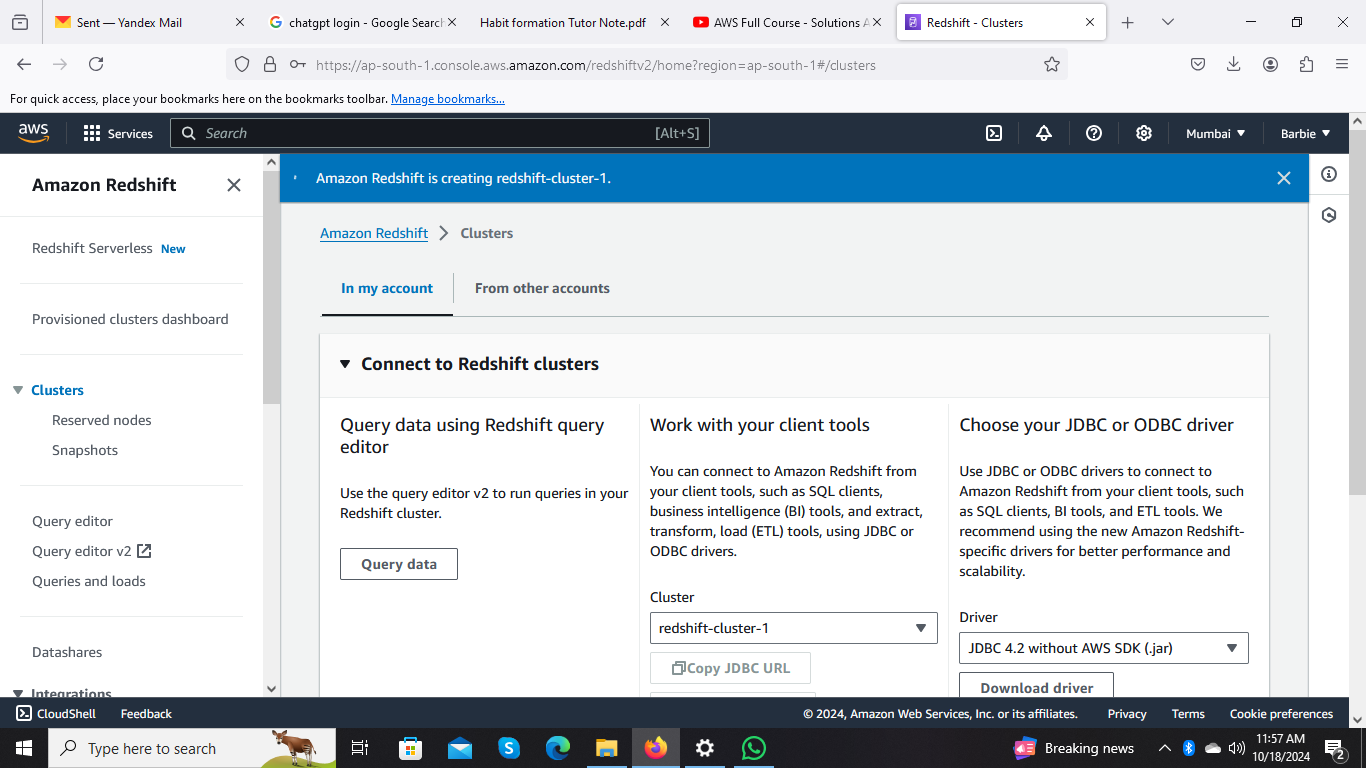 Sent — Yandex Mail
chatgpt login - Google Search
Habit formation Tutor Note.pdf
AWS Full Course - Solutions A
Redshift - Clusters
https://ap-south-1.console.aws.amazon.com/redshiftv2/home?region=ap-south-1#/clusters
For quick access, place your bookmarks here on the bookmarks toolbar. Manage bookmarks...
aws
Services
Search
[Alt+S]
Mumbai
Barbie
Amazon Redshift
Redshift Serverless New
Provisioned clusters dashboard
Clusters
Reserved nodes
Snapshots
Query editor
Query editor v2
Queries and loads
Datashares
Integrations
Amazon Redshift is creating redshift-cluster-1.
Amazon Redshift
Clusters
In my account
From other accounts
Connect to Redshift clusters
Query data using Redshift query
editor
Use the query editor v2 to run queries in your
Redshift cluster.
Query data
Work with your client tools
You can connect to Amazon Redshift from
your client tools, such as SQL clients,
business intelligence (BI) tools, and extract,
transform, load (ETL) tools, using JDBC or
ODBC drivers.
Cluster
redshift-cluster-1
Copy JDBC URL
Choose your JDBC or ODBC driver
Use JDBC or ODBC drivers to connect to
Amazon Redshift from your client tools, such
as SQL clients, BI tools, and ETL tools. We
recommend using the new Amazon Redshift-
specific drivers for better performance and
scalability.
Driver
JDBC 4.2 without AWS SDK (.jar)
Download driver
CloudShell
Feedback
© 2024, Amazon Web Services, Inc. or its affiliates.
Privacy
Terms
Cookie preferences
Type here to search
Breaking news
11:57 AM
10/18/2024
2